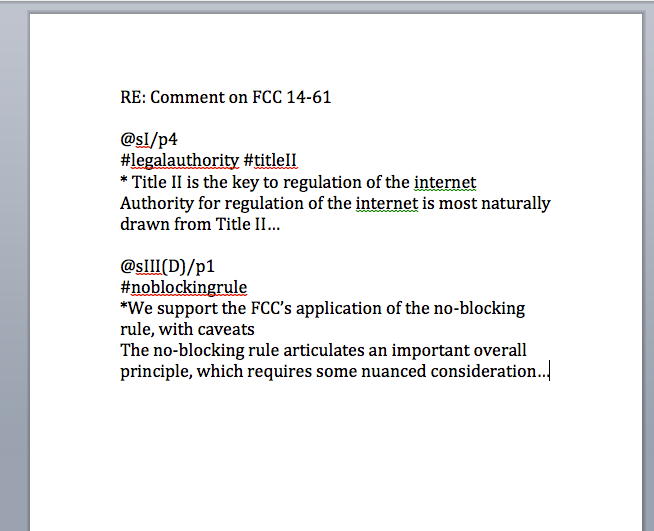 RE: Comment on FCC 14-61
@sI/p4
#legalauthority #titleII
* Title II is the key to regulation of the internet
Authority for regulation of the internet is most naturally
drawn from Title II...
@sIII(D)/p1
#noblockingrule
*We support the FCC’s application of the no-blocking
rule, with caveats
The no-blocking rule articulates an important overall
principle, which requires some nuanced consideration...